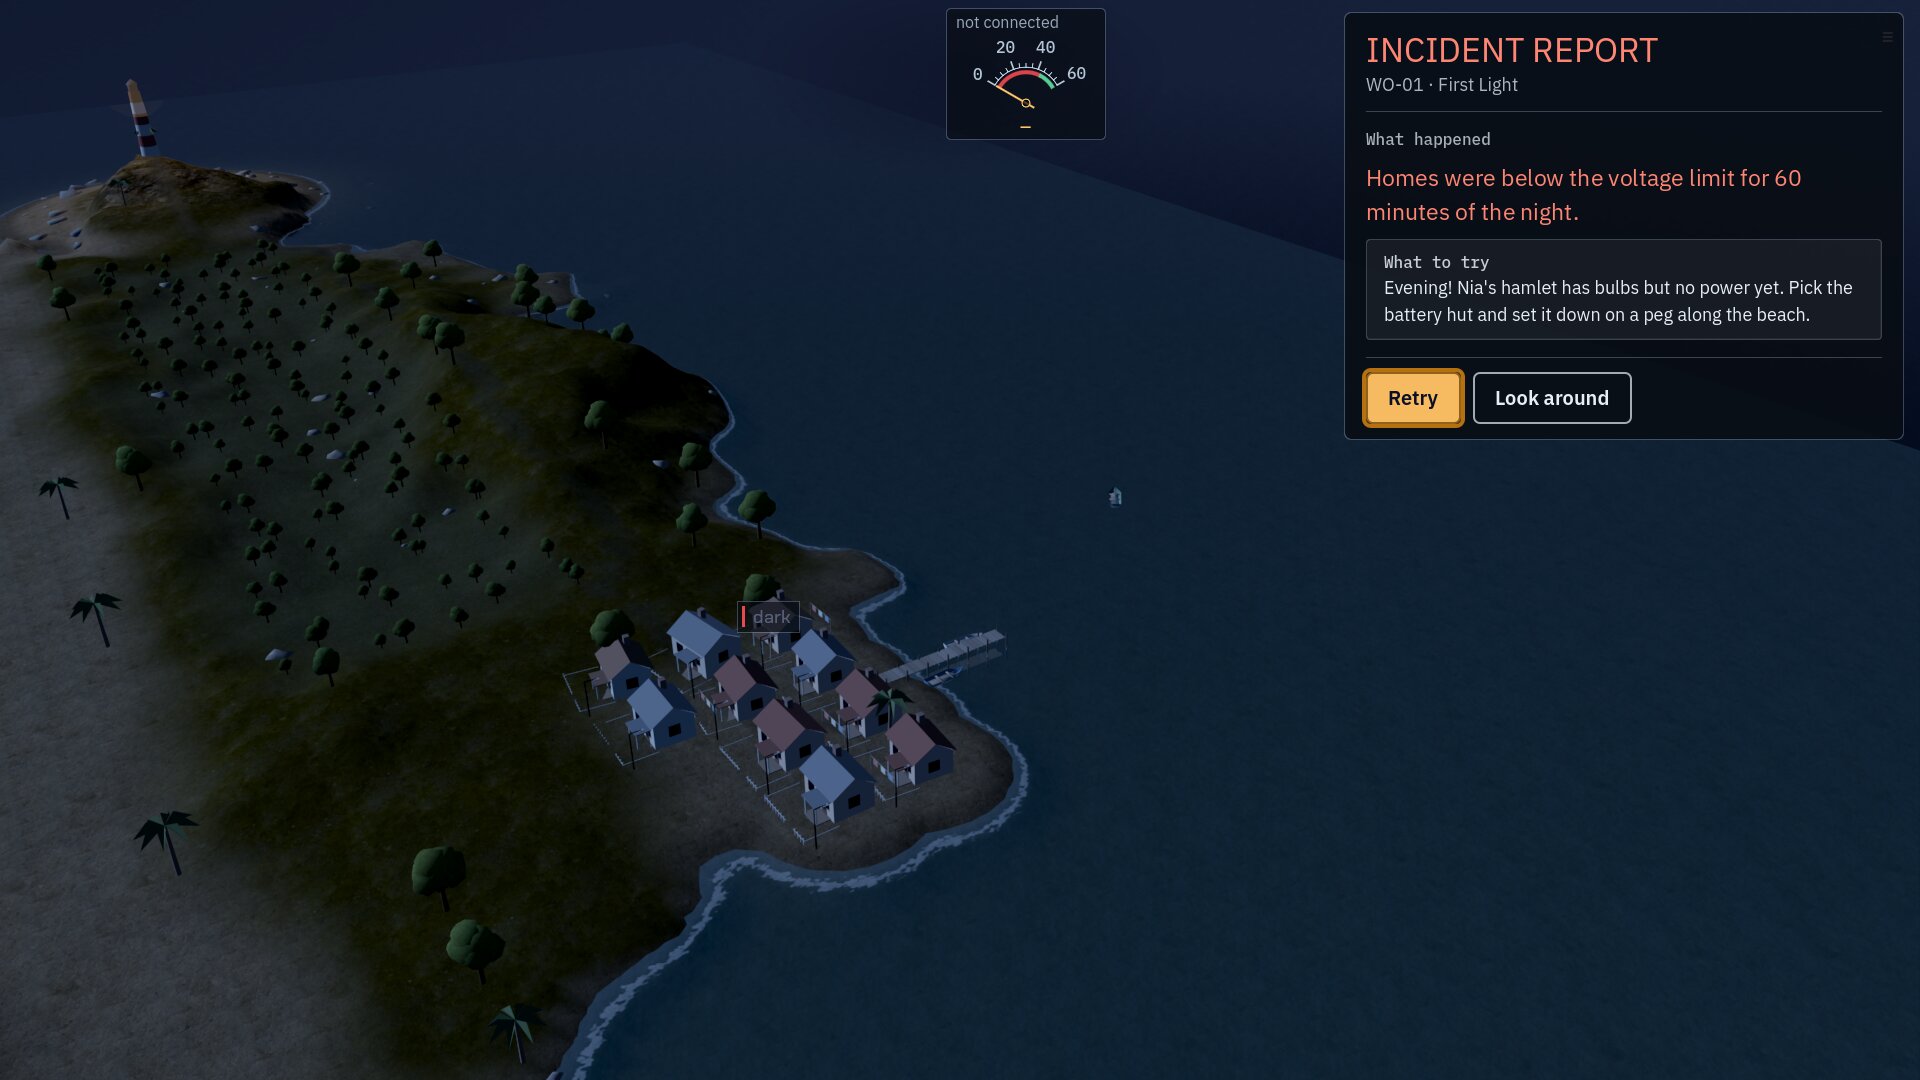 not connected
20 40
0 60
–
INCIDENT REPORT
WO-01 · First Light
What happened
Homes were below the voltage limit for 60
minutes of the night.
What to try
Evening! Nia's hamlet has bulbs but no power yet. Pick the
battery hut and set it down on a peg along the beach.
Retry
Look around
dark